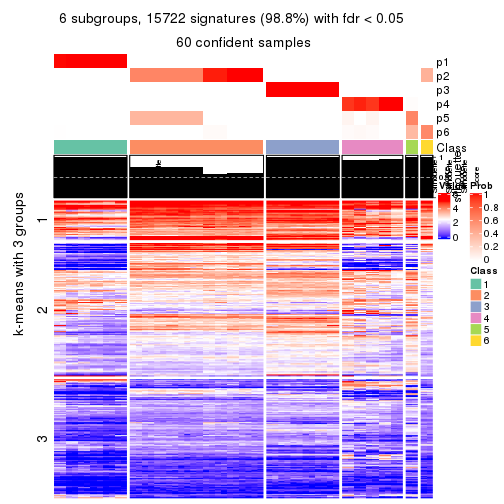 6 subgroups, 15722 signatures (98.8%) with fdr < 0.05
60 confident samples
p1
p2
p3
p4
p5
p6
Class
1
silhouette
Prob
4
2
0
1
0.8
0.6
0.4
0.2
0
Class
1
2
3
4
5
6
k-means with 3 groups
1
2
3